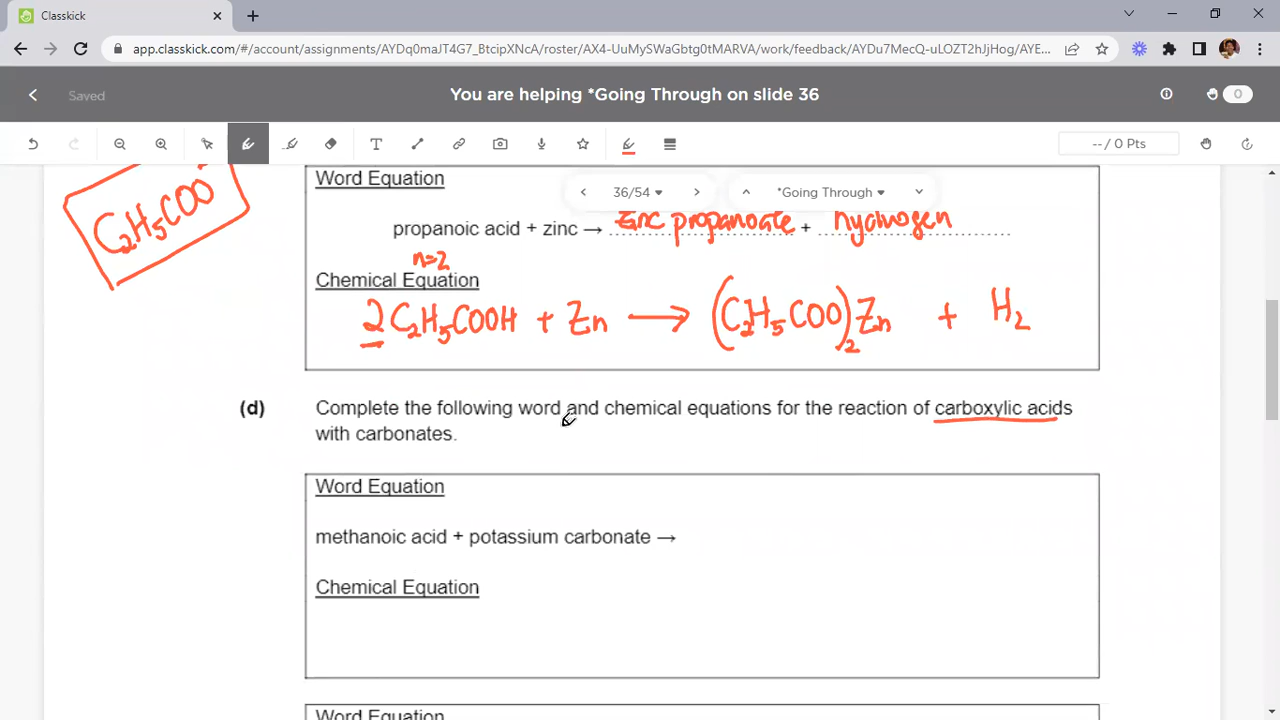 Classkick
app.classkick.com/#/account/assignments/AYDq0maJT4G7_BtcipXNrA/roster/AX4-UuMySWaGbtg0tMARVA/work/feedback/AYDu7MecQ-uLOZT2hJjHog/AYE...
Saved
You are helping *Going Through on slide 36
0
-- / 0 Pts
36/54
*Going Through
C₂H₅COO⁻
Word Equation
propanoic acid + zinc → zinc propanoate + hydrogen
n=2
Chemical Equation
2C₂H₅COOH + Zn → (C₂H₅COO)₂Zn + H₂
(d) Complete the following word and chemical equations for the reaction of carboxylic acids
with carbonates.
Word Equation
methanoic acid + potassium carbonate →
Chemical Equation
Word Equation